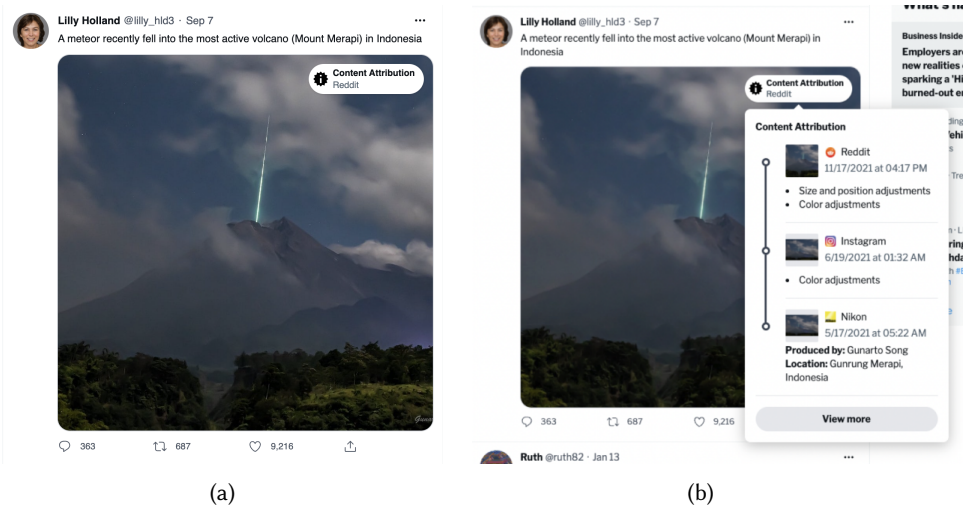 Lilly Holland @lilly_hld3 · Sep 7
A meteor recently fell into the most active volcano (Mount Merapi) in Indonesia
Content Attribution
Reddit
363
687
9,216
(a)
Lilly Holland @lilly_hld3 · Sep 7
A meteor recently fell into the most active volcano (Mount Merapi) in
Indonesia
Content Attribution
Reddit
Content Attribution
Reddit
11/17/2021 at 04:17 PM
• Size and position adjustments
• Color adjustments
Instagram
6/19/2021 at 01:32 AM
• Color adjustments
Nikon
5/17/2021 at 05:22 AM
Produced by: Gunarto Song
Location: Gunrung Merapi,
Indonesia
View more
363
687
9,216
Ruth @ruth82 · Jan 13
Business Inside
Employers ar
new realities
sparking a 'Hi
burned-out e
(b)